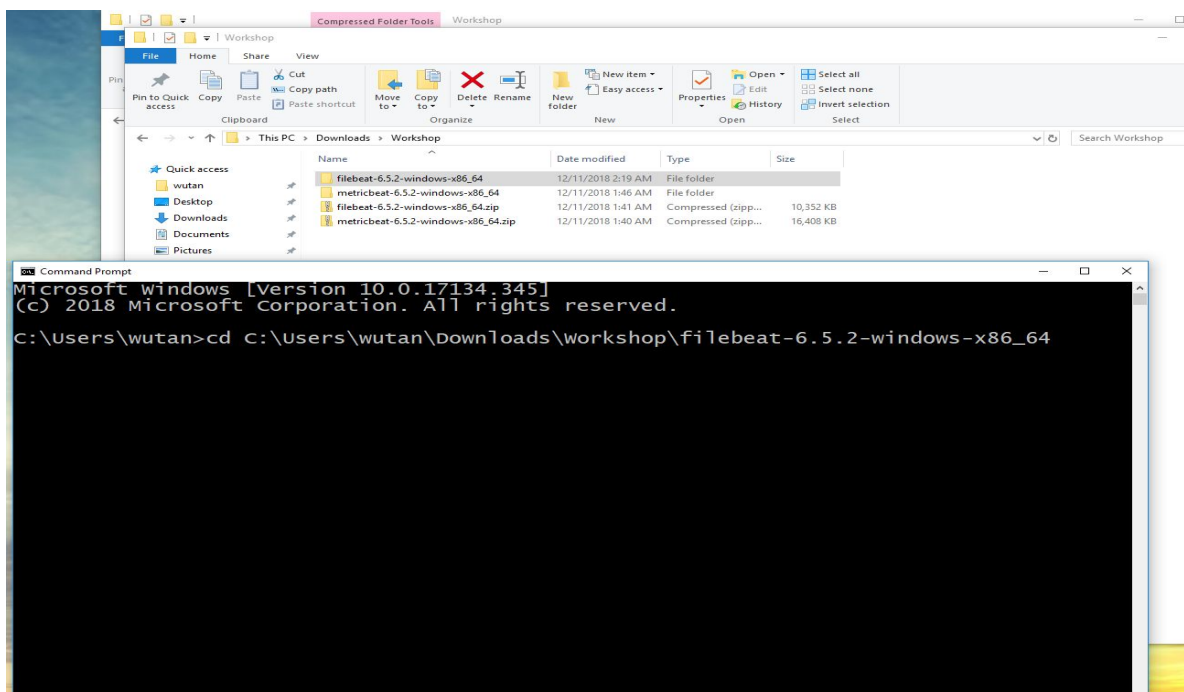 Compressed Folder Tools Workshop
Workshop
File Home Share View
Pin to Quick access
Copy
Paste
Cut
Copy path
Paste shortcut
Move to
Copy to
Delete
Rename
New folder
New item
Easy access
Properties
Open
Edit
History
Select all
Select none
Invert selection
Clipboard Organize New Open Select
This PC > Downloads > Workshop
Search Workshop
Name Date modified Type Size
Quick access
wutan
Desktop
Downloads
Documents
Pictures
filebeat-6.5.2-windows-x86_64 12/11/2018 2:19 AM File folder
metricbeat-6.5.2-windows-x86_64 12/11/2018 1:46 AM File folder
filebeat-6.5.2-windows-x86_64.zip 12/11/2018 1:41 AM Compressed (zipp... 10,352 KB
metricbeat-6.5.2-windows-x86_64.zip 12/11/2018 1:40 AM Compressed (zipp... 16,408 KB
Command Prompt
Microsoft Windows [Version 10.0.17134.345]
(c) 2018 Microsoft Corporation. All rights reserved.
C:\Users\wutan>cd C:\Users\wutan\Downloads\Workshop\filebeat-6.5.2-windows-x86_64